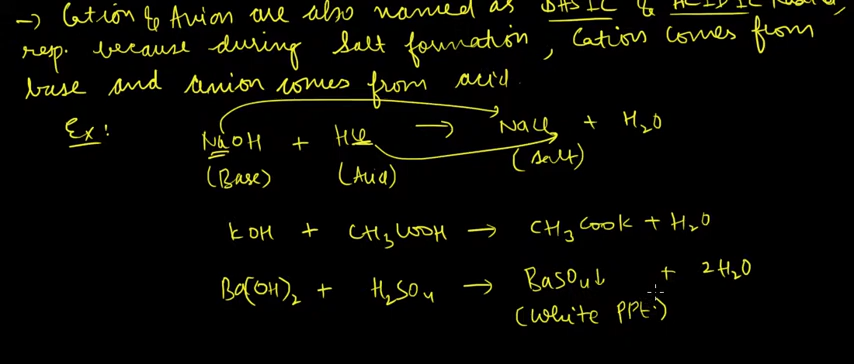 → Cation & Anion are also named as BASIC & ACIDIC Radical,
resp. because during salt formation, Cation comes from
base and anion comes from acid.
Ex:
NaOH + HCl → NaCl + H₂O
(Base) (Acid) (Salt)
KOH + CH₃COOH → CH₃COOK + H₂O
Ba(OH)₂ + H₂SO₄ → BaSO₄↓ + 2H₂O
(White PPt.)